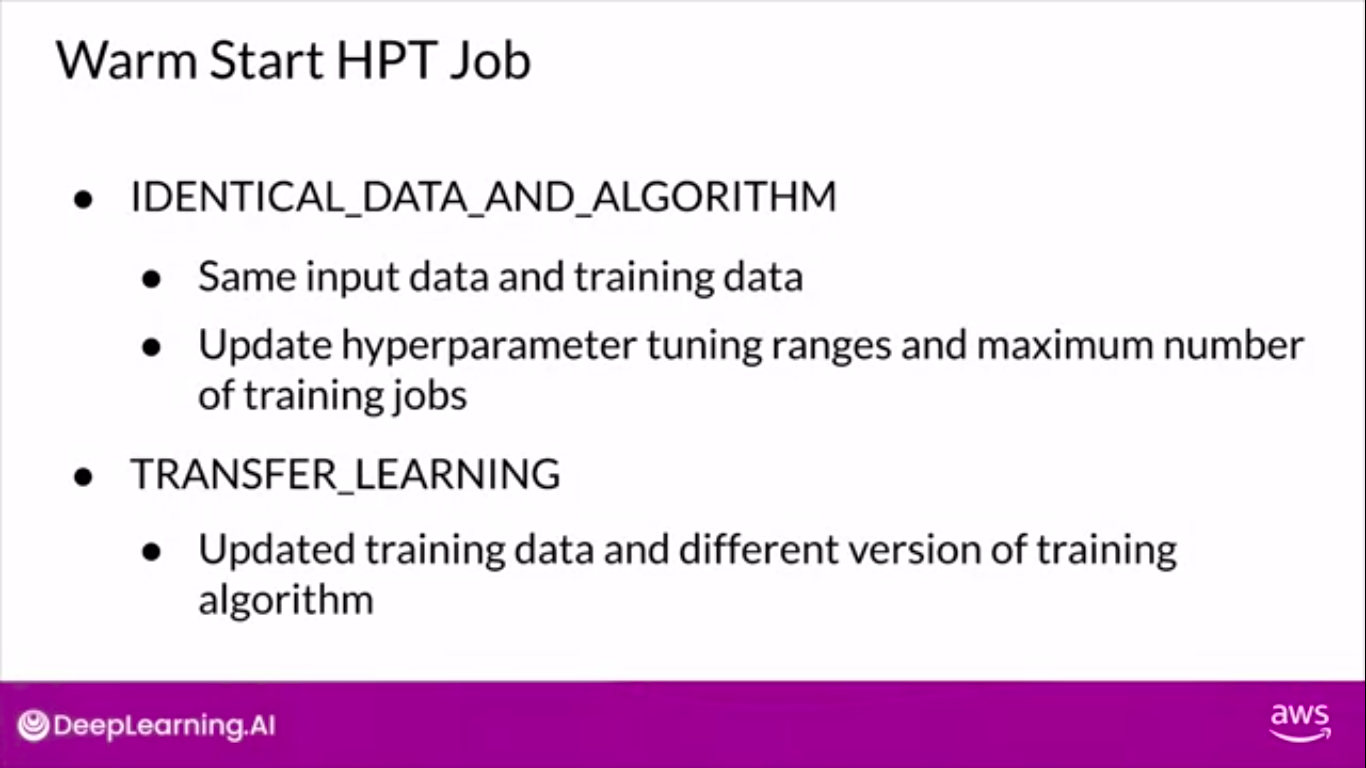 Warm Start HPT Job
● IDENTICAL_DATA_AND_ALGORITHM
● Same input data and training data
● Update hyperparameter tuning ranges and maximum number
of training jobs
● TRANSFER_LEARNING
● Updated training data and different version of training
algorithm
DeepLearning.AI
aws